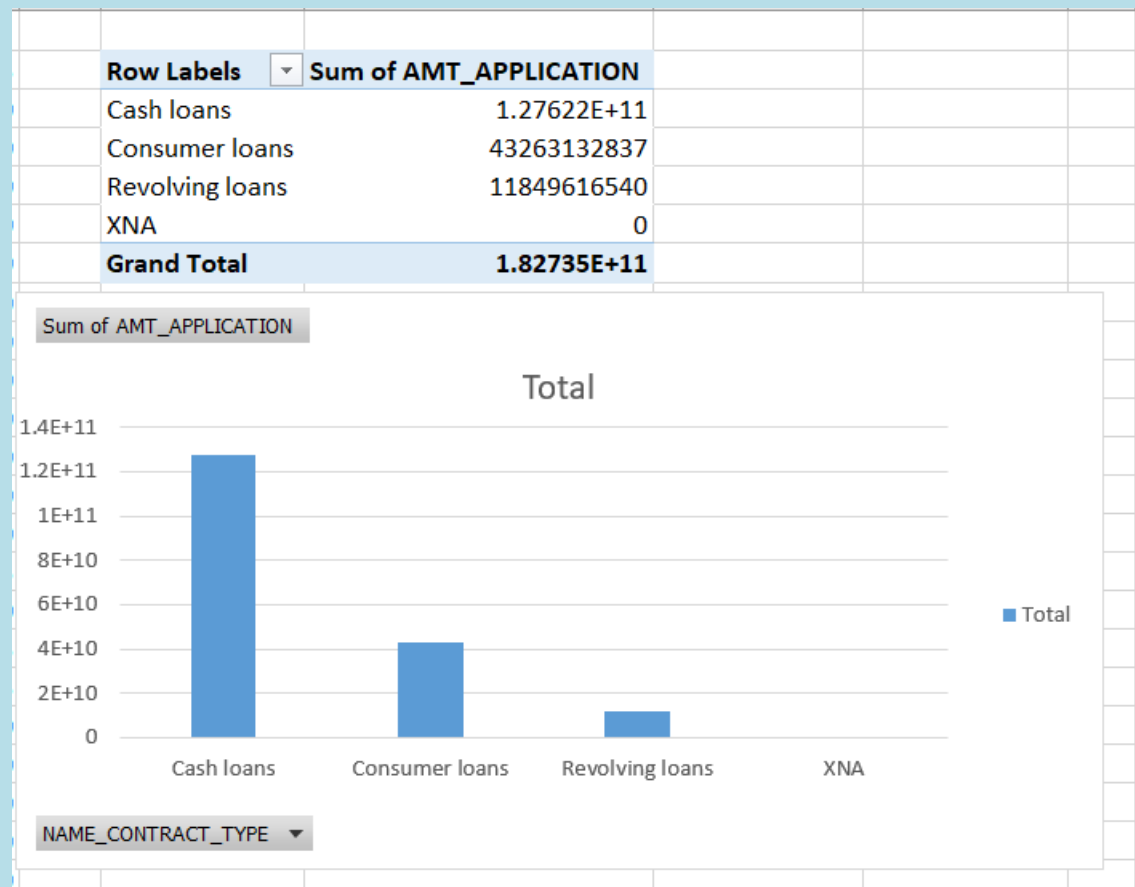 Row Labels Sum of AMT_APPLICATION
Cash loans 1.27622E+11
Consumer loans 43263132837
Revolving loans 11849616540
XNA 0
Grand Total 1.82735E+11
Sum of AMT_APPLICATION
Total
1.4E+11
1.2E+11
1E+11
8E+10
6E+10
4E+10
2E+10
0
Total
Cash loans Consumer loans Revolving loans XNA
NAME_CONTRACT_TYPE